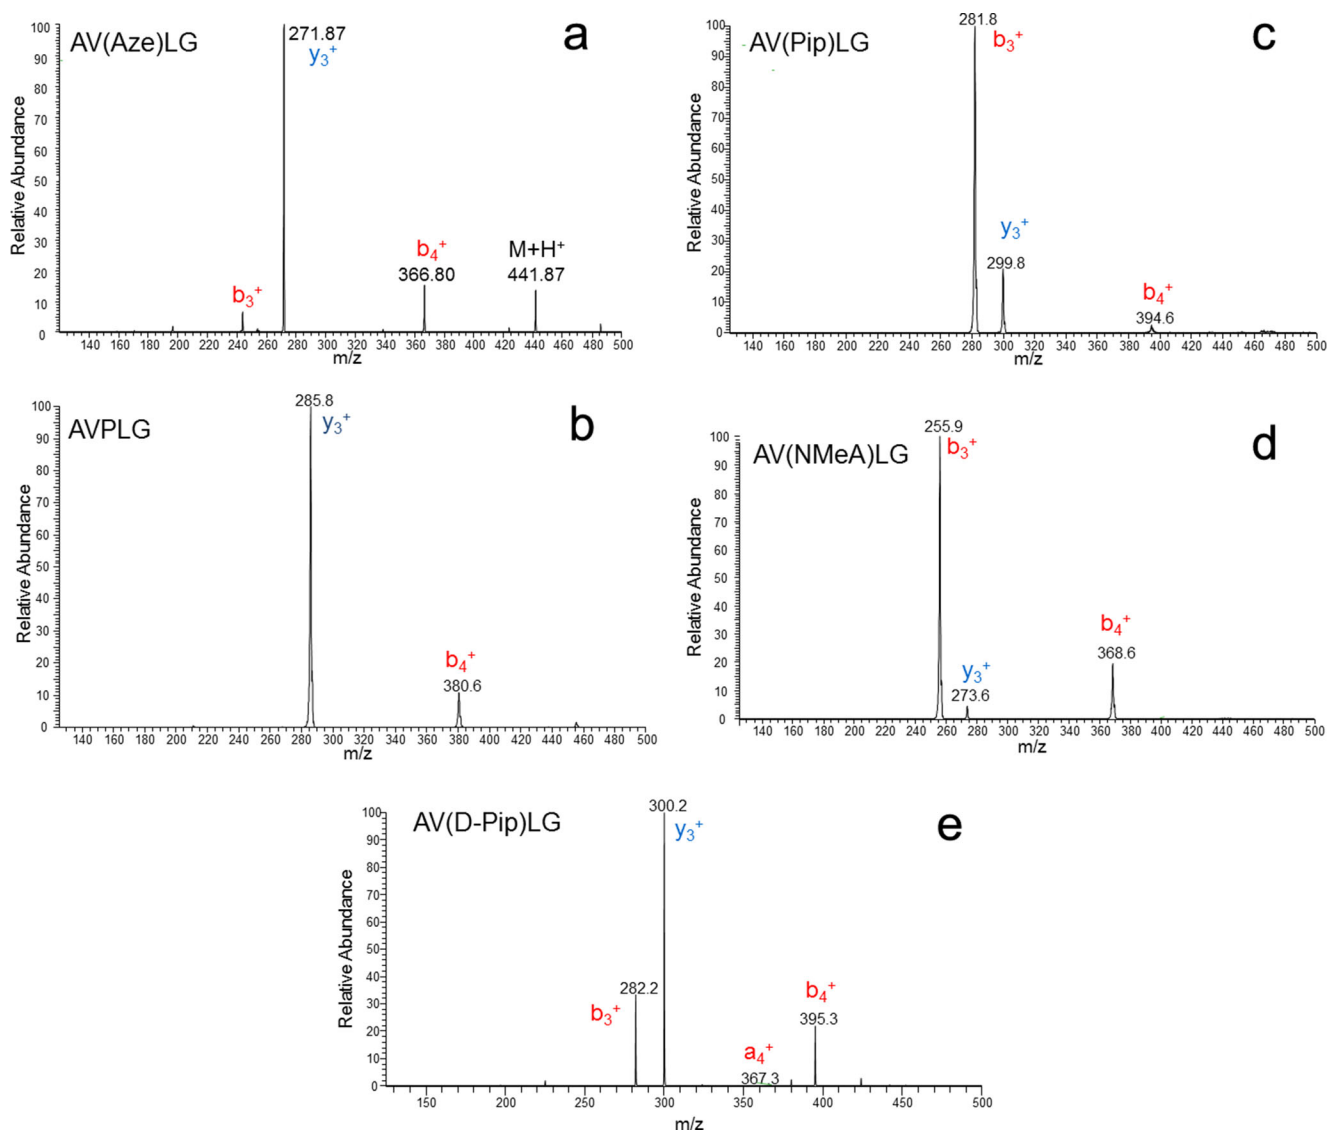 AV(Aze)LG
a
271.87
y3+
b3+
b4+
366.80
M+H+
441.87
Relative Abundance
100
90
80
70
60
50
40
30
20
10
0
140 160 180 200 220 240 260 280 300 320 340 360 380 400 420 440 460 480 500
m/z
AV(Pip)LG
c
281.8
b3+
y3+
299.8
b4+
394.6
Relative Abundance
100
90
80
70
60
50
40
30
20
10
0
140 160 180 200 220 240 260 280 300 320 340 360 380 400 420 440 460 480 500
m/z
AVPLG
b
285.8
y3+
b4+
380.6
Relative Abundance
100
90
80
70
60
50
40
30
20
10
0
140 160 180 200 220 240 260 280 300 320 340 360 380 400 420 440 460 480 500
m/z
AV(NMeA)LG
d
255.9
b3+
y3+
273.6
b4+
368.6
Relative Abundance
100
90
80
70
60
50
40
30
20
10
0
140 160 180 200 220 240 260 280 300 320 340 360 380 400 420 440 460 480 500
m/z
AV(D-Pip)LG
e
300.2
y3+
282.2
b3+
a4+
367.3
b4+
395.3
Relative Abundance
100
90
80
70
60
50
40
30
20
10
0
150 200 250 300 350 400 450 500
m/z